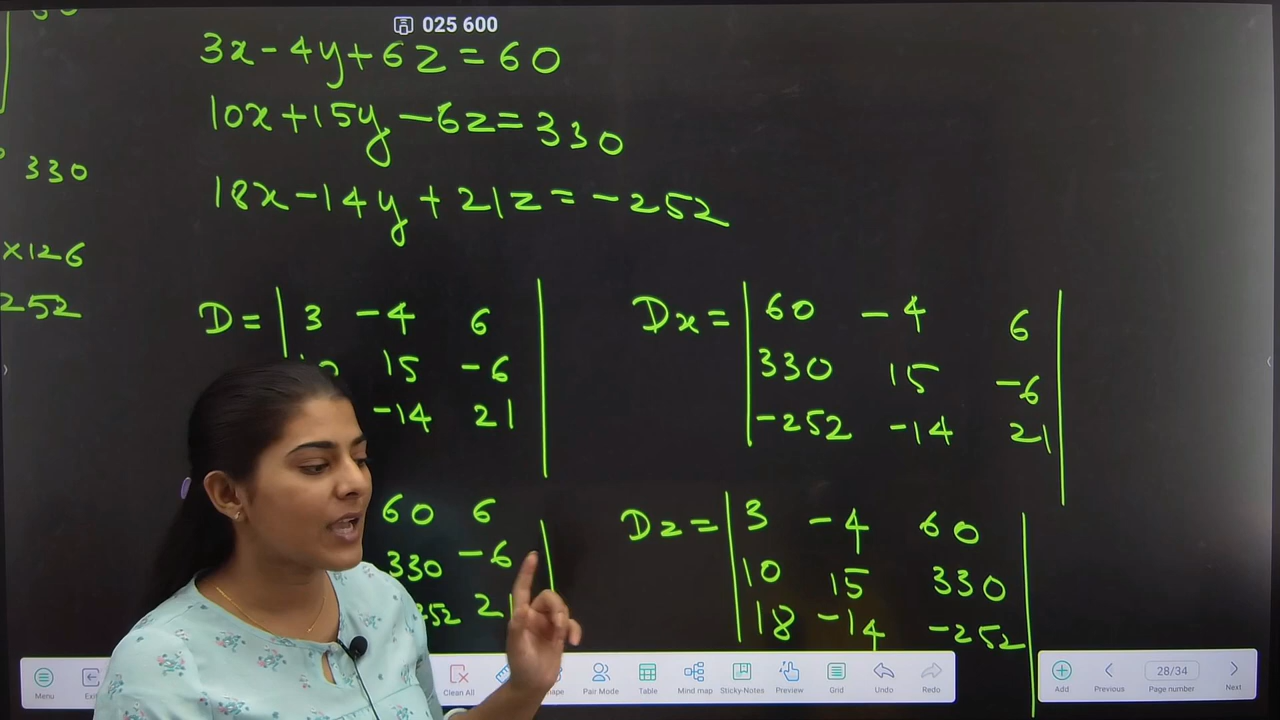 025 600
3x-4y+6z=60
10x+15y-6z=330
330
18x-14y+21z=-252
x126
252
D= 3 -4 6
15 -6
-14 21
Dx= 60 -4 6
330 15 -6
-252 -14 21
60 6
330 -6
252 21
Dz= 3 -4 60
10 15 330
18 -14 -252
Menu
Clean All
Pair Mode
Table
Mind map
Sticky-Notes
Preview
Grid
Undo
Redo
Add
Previous
28/34
Page number
Next